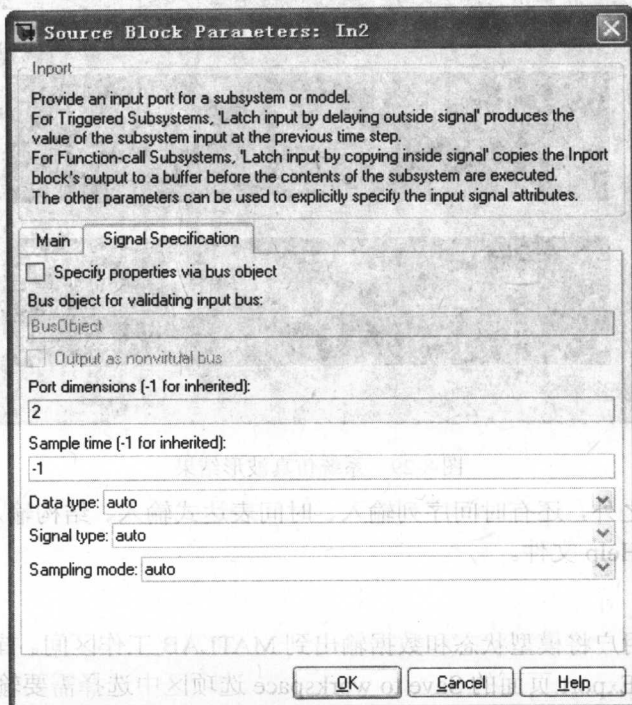 Source Block Parameters: In2
Inport
Provide an input port for a subsystem or model.
For Triggered Subsystems, 'Latch input by delaying outside signal' produces the
value of the subsystem input at the previous time step.
For Function-call Subsystems, 'Latch input by copying inside signal' copies the Inport
block's output to a buffer before the contents of the subsystem are executed.
The other parameters can be used to explicitly specify the input signal attributes.
Main Signal Specification
Specify properties via bus object
Bus object for validating input bus:
BusObject
Output as nonvirtual bus
Port dimensions (-1 for inherited):
2
Sample time (-1 for inherited):
-1
Data type: auto
Signal type: auto
Sampling mode: auto
OK Cancel Help